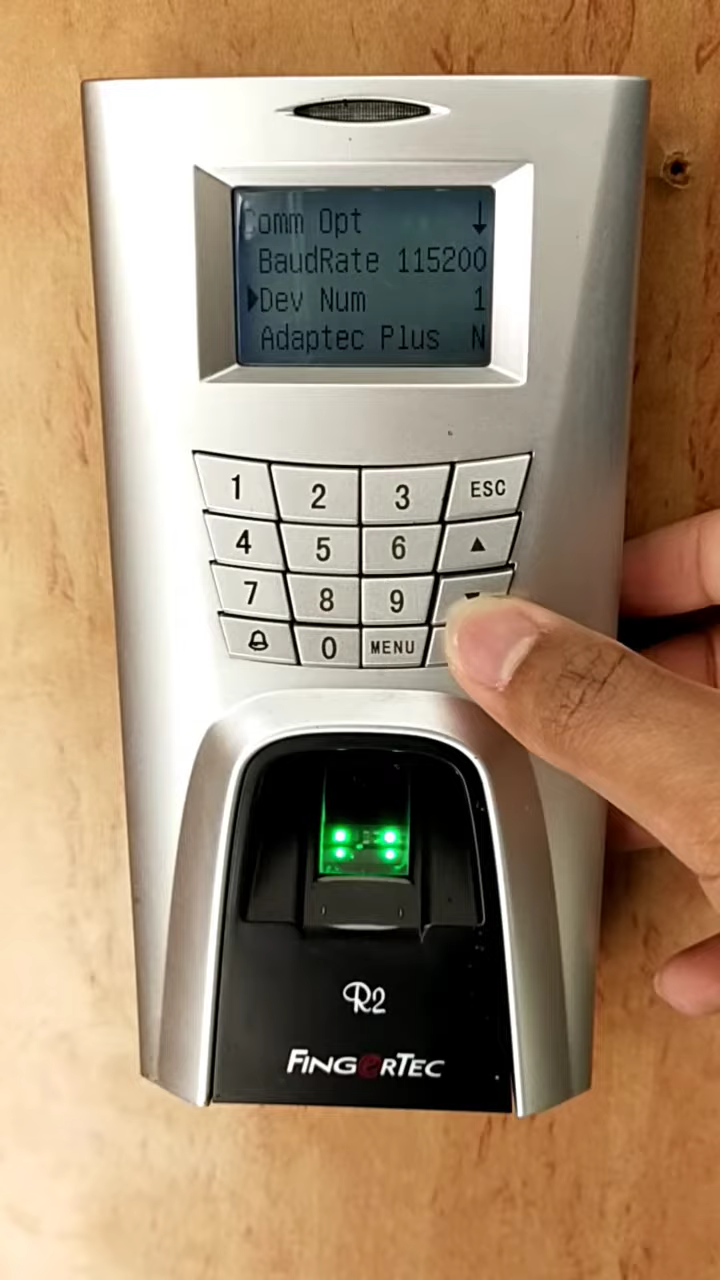 Comm Opt ↓
BaudRate 115200
▶Dev Num 1
Adaptec Plus N
1 2 3 ESC
4 5 6 ▲
7 8 9 ▼
0 MENU
R2
FINGERTEC